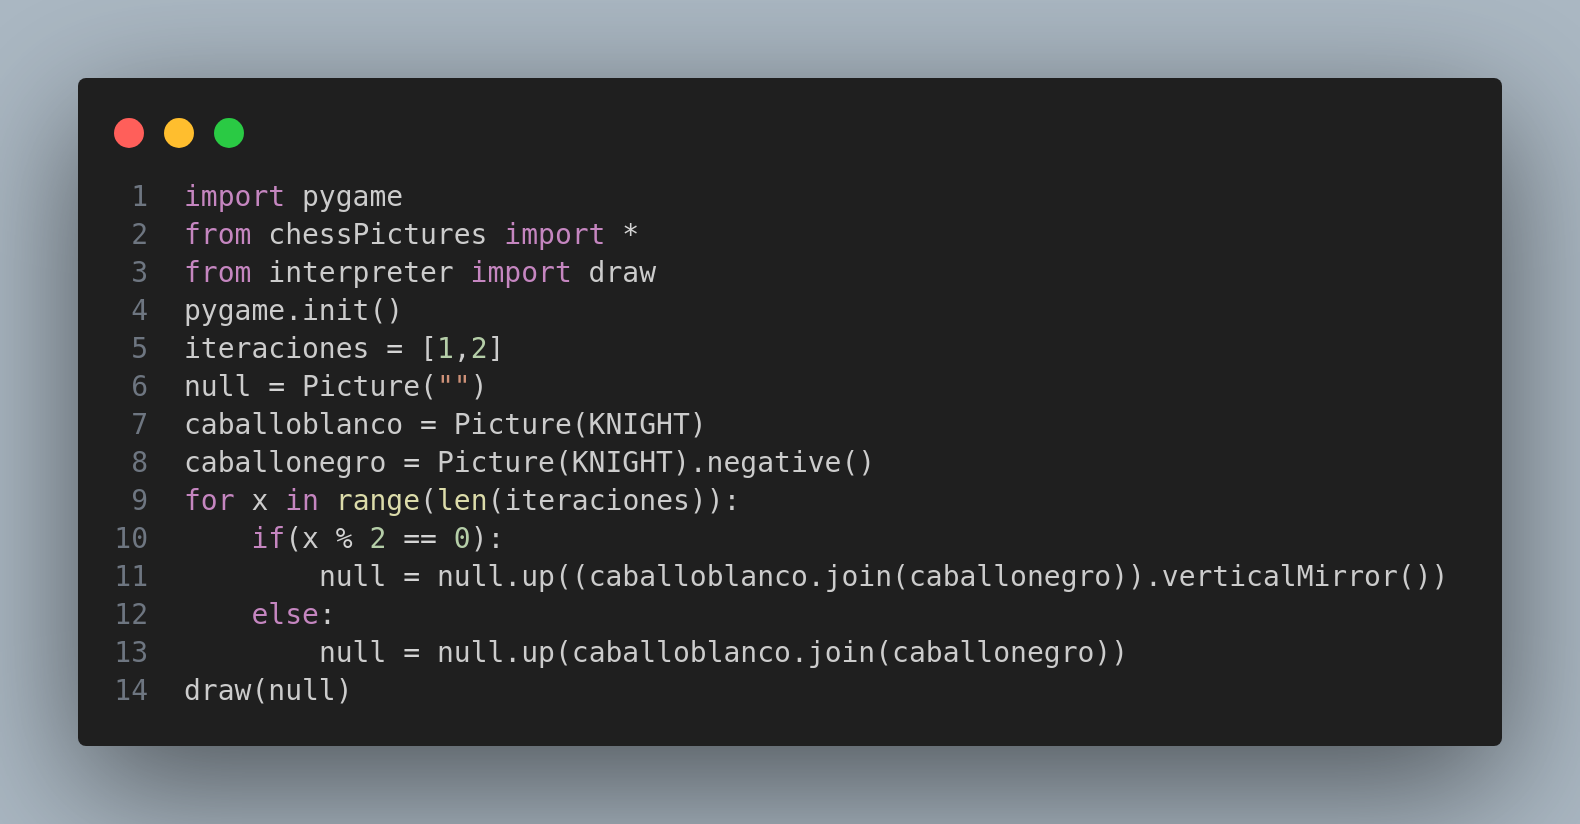 1 import pygame
2 from chessPictures import *
3 from interpreter import draw
4 pygame.init()
5 iteraciones = [1,2]
6 null = Picture("")
7 caballoblanco = Picture(KNIGHT)
8 caballonegro = Picture(KNIGHT).negative()
9 for x in range(len(iteraciones)):
10     if(x % 2 == 0):
11         null = null.up((caballoblanco.join(caballonegro)).verticalMirror())
12     else:
13         null = null.up(caballoblanco.join(caballonegro))
14 draw(null)